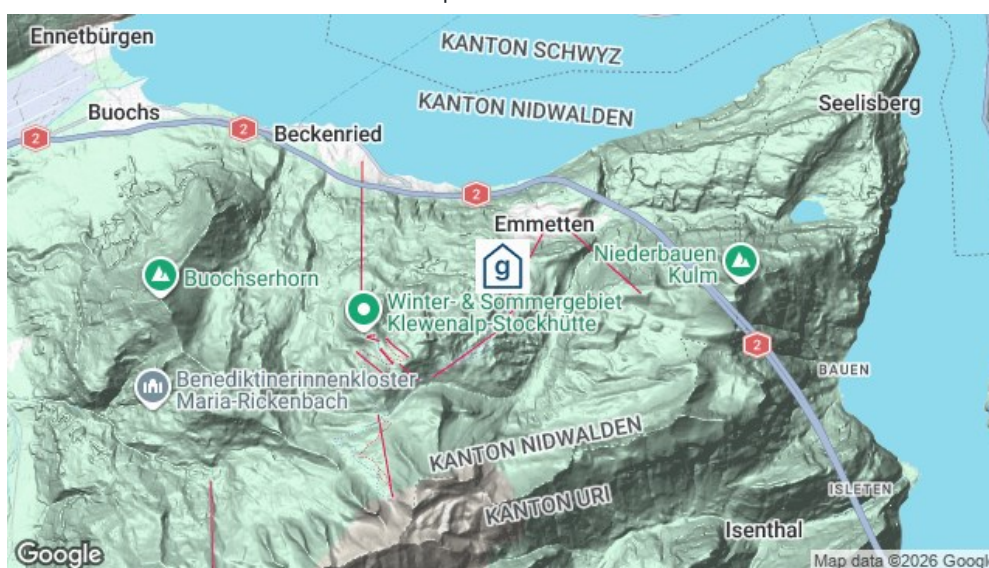 Ennetbürgen
KANTON SCHWYZ
Buochs
KANTON NIDWALDEN
Seelisberg
2
2
Beckenried
2
Emmetten
g
Niederbauen
Kulm
Buochserhorn
Winter- & Sommergebiet
Klewenalp-Stockhütte
2
BAUEN
Benediktinerinnenkloster
Maria-Rickenbach
KANTON NIDWALDEN
KANTON URI
ISLETEN
Isenthal
Google
Map data ©2026 Google